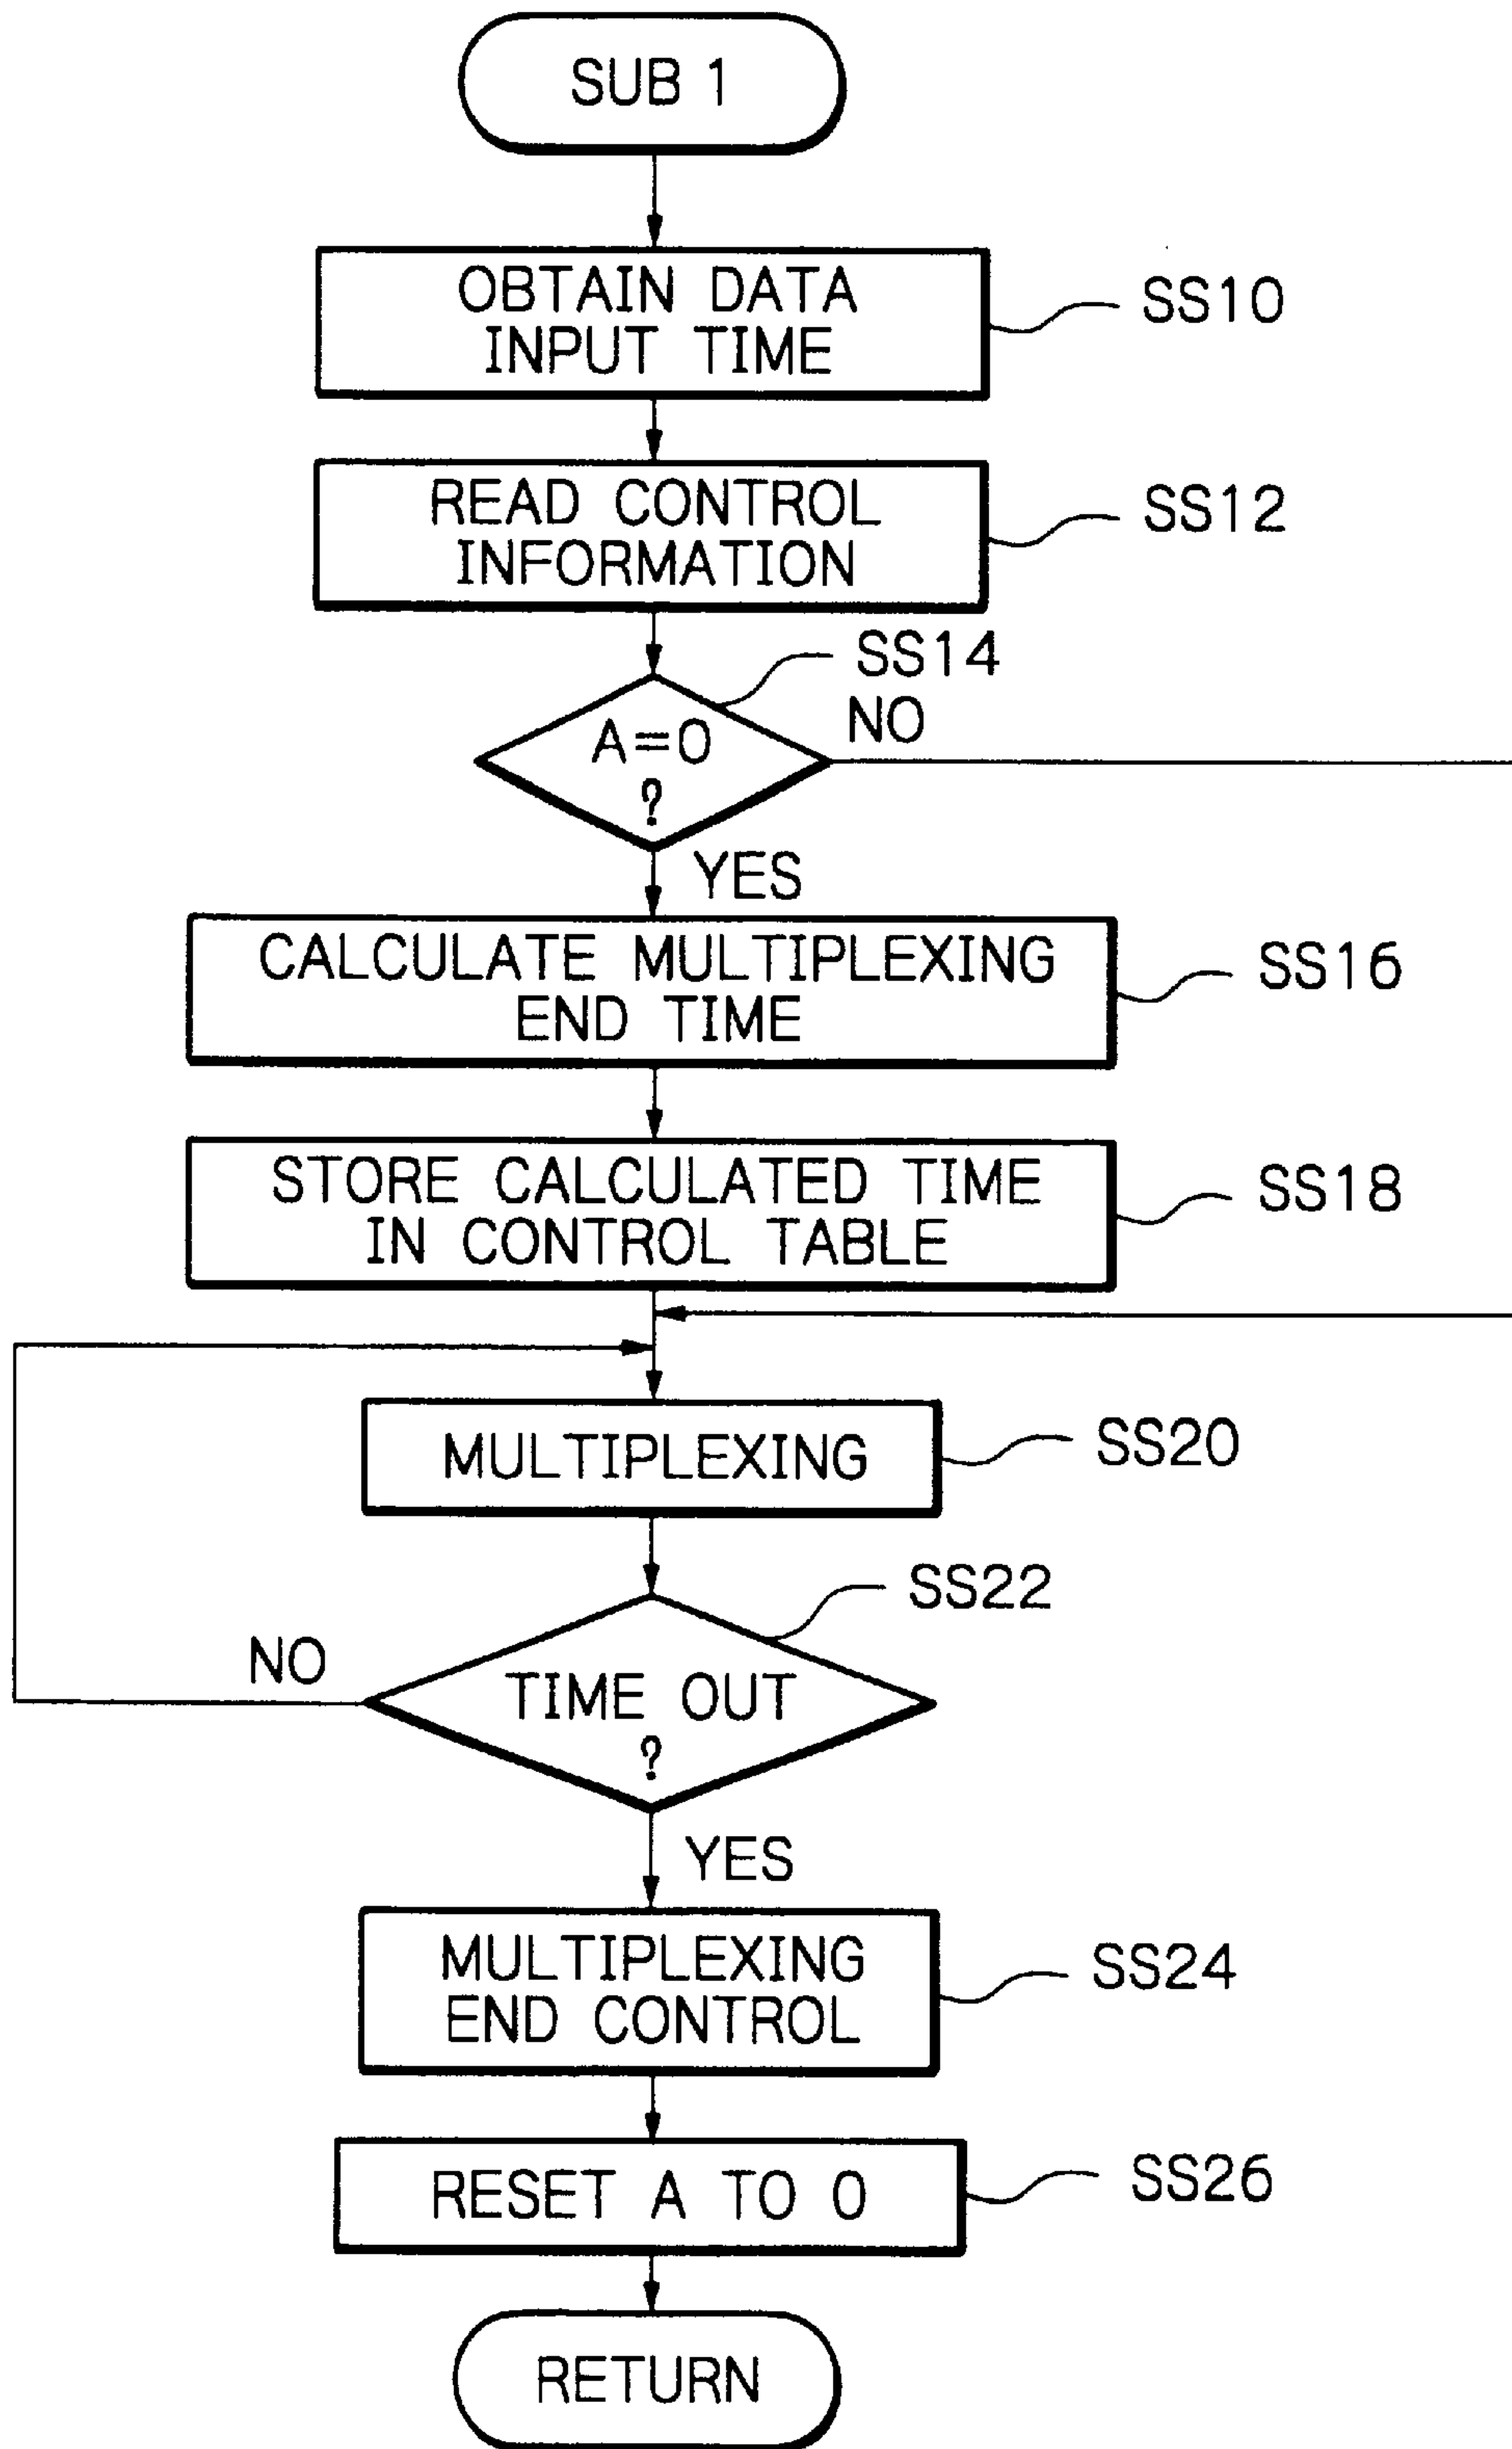 SUB 1
OBTAIN DATA
INPUT TIME
SS10
READ CONTROL
INFORMATION
SS12
SS14
A=0
?
NO
YES
CALCULATE MULTIPLEXING
END TIME
SS16
STORE CALCULATED TIME
IN CONTROL TABLE
SS18
MULTIPLEXING
SS20
SS22
NO
TIME OUT
?
YES
MULTIPLEXING
END CONTROL
SS24
RESET A TO 0
SS26
RETURN